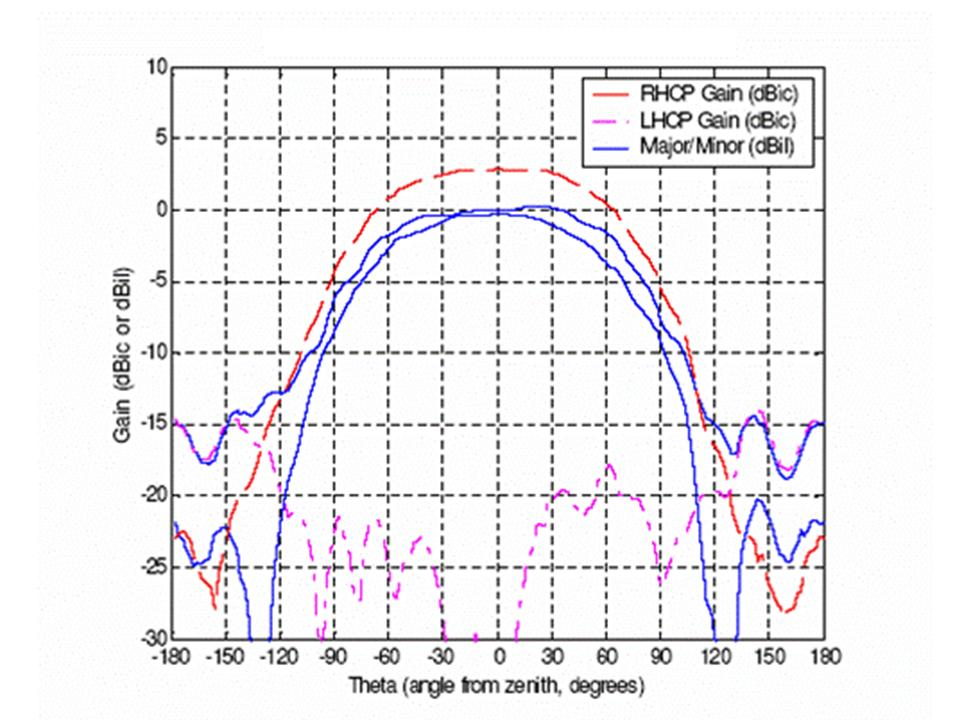 10
5
0
-5
-10
-15
-20
-25
-30
Gain (dBic or dBil)
RHCP Gain (dBic)
LHCP Gain (dBic)
Major/Minor (dBil)
-180 -150 -120 -90 -60 -30 0 30 60 90 120 150 180
Theta (angle from zenith, degrees)